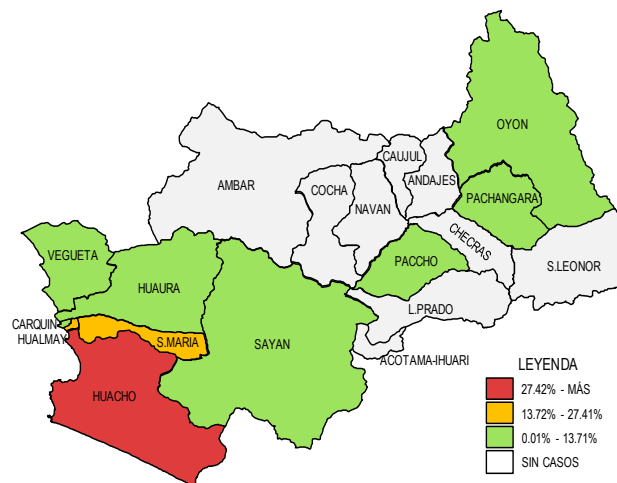 OYON
CAUJUL
ANDAJES
AMBAR
COCHA
NAVAN
PACHANGARA
CHECRAS
VEGUETA
HUAURA
PACCHO
S.LEONOR
L.PRADO
CARQUIN
HUALMAY
S.MARIA
SAYAN
ACOTAMA-IHUARI
HUACHO
LEYENDA
27.42% - MÁS
13.72% - 27.41%
0.01% - 13.71%
SIN CASOS